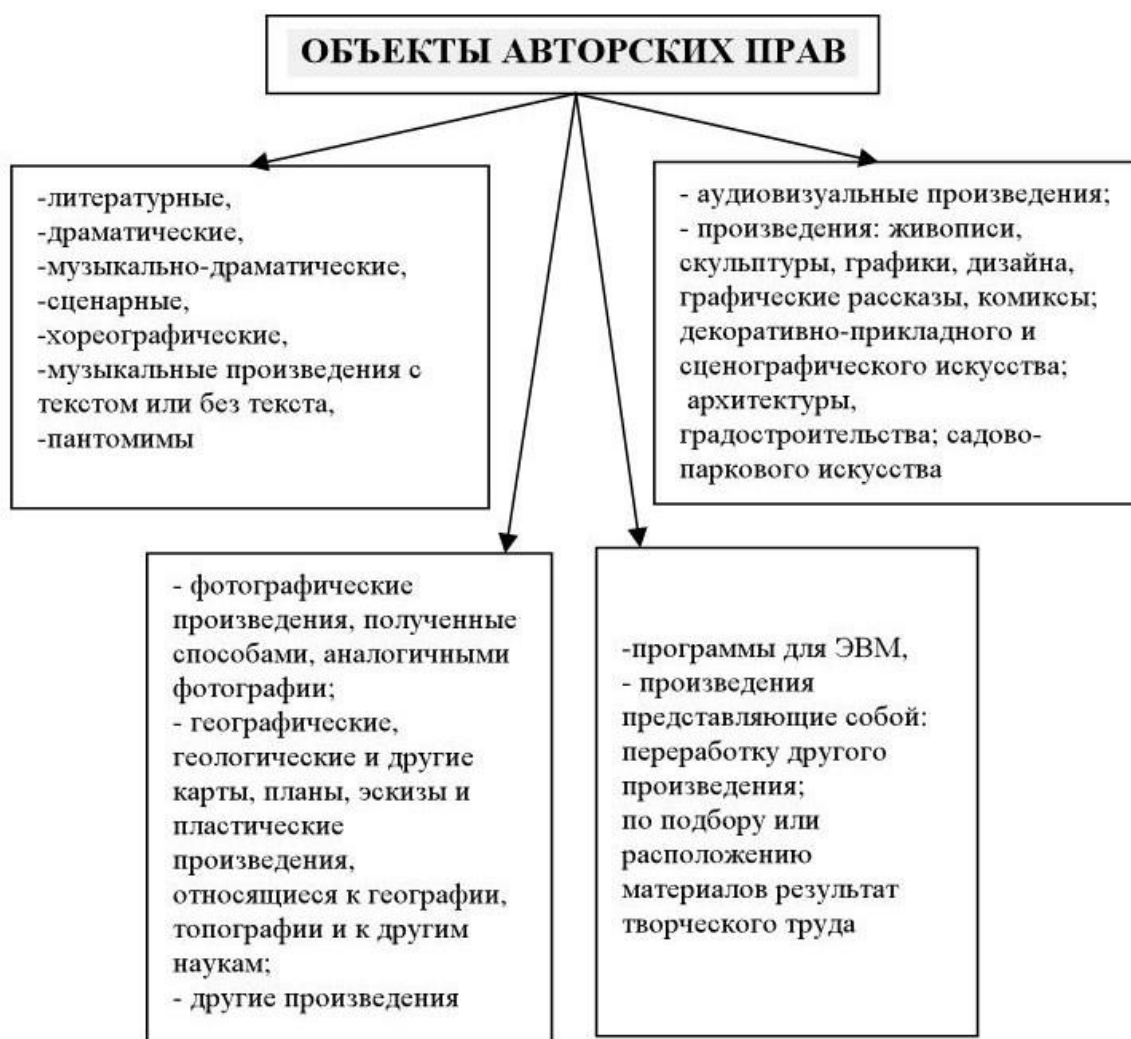 ОБЪЕКТЫ АВТОРСКИХ ПРАВ
-литературные,
-драматические,
-музыкально-драматические,
-сценарные,
-хореографические,
-музыкальные произведения с
текстом или без текста,
-пантомимы
- аудиовизуальные произведения;
- произведения: живописи,
скульптуры, графики, дизайна,
графические рассказы, комиксы;
декоративно-прикладного и
сценографического искусства;
архитектуры,
градостроительства; садово-
паркового искусства
- фотографические
произведения, полученные
способами, аналогичными
фотографии;
- географические,
геологические и другие
карты, планы, эскизы и
пластические
произведения,
относящиеся к географии,
топографии и к другим
наукам;
- другие произведения
-программы для ЭВМ,
- произведения
представляющие собой:
переработку другого
произведения;
по подбору или
расположению
материалов результат
творческого труда